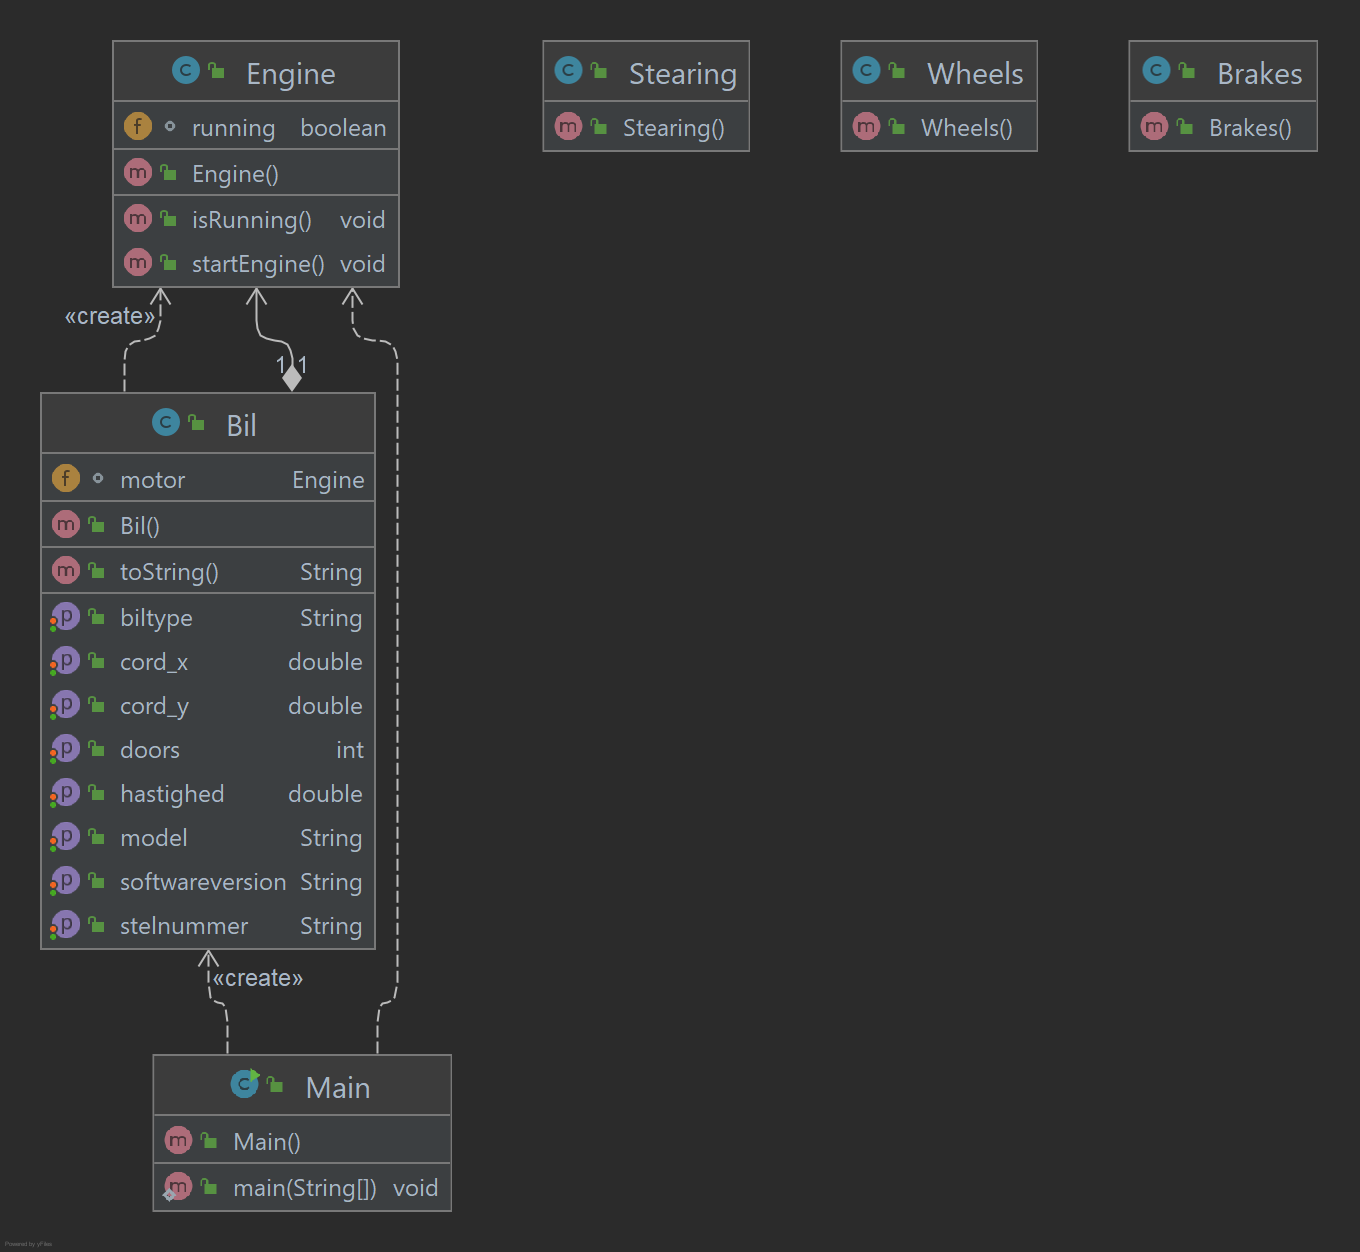 Engine
running boolean
Engine()
isRunning() void
startEngine() void
Stearing
Stearing()
Wheels
Wheels()
Brakes
Brakes()
«create»
1 1
Bil
motor Engine
Bil()
toString() String
biltype String
cord_x double
cord_y double
doors int
hastighed double
model String
softwareversion String
stelnummer String
«create»
Main
Main()
main(String[]) void
Powered by yFiles